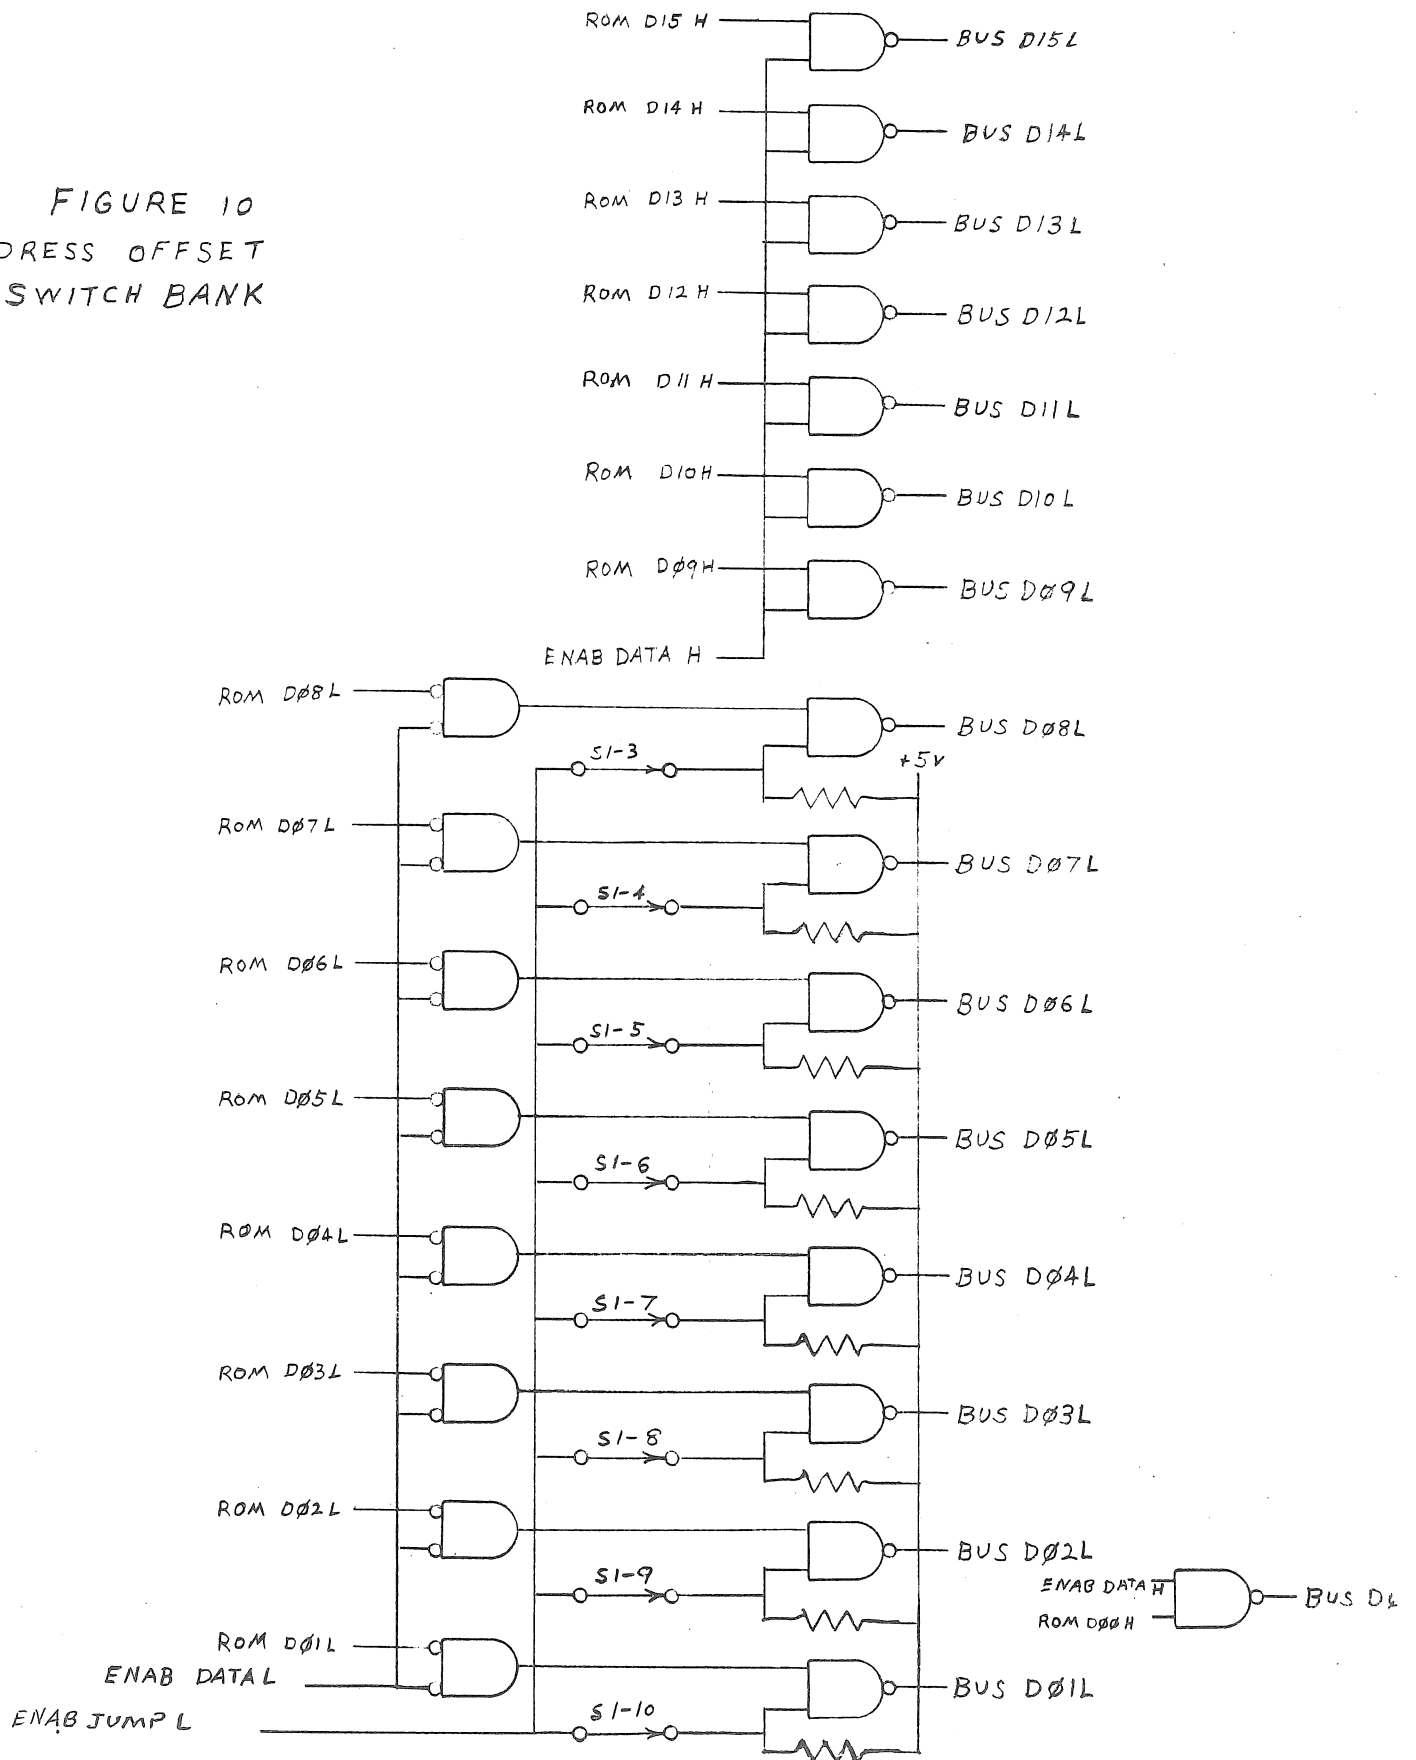 FIGURE 10
DRESS OFFSET
SWITCH BANK
ROM D15 H
BUS D15L
ROM D14 H
BUS D14L
ROM D13 H
BUS D13L
ROM D12 H
BUS D12L
ROM D11 H
BUS D11L
ROM D10H
BUS D10L
ROM DØ9H
BUS DØ9L
ENAB DATA H
ROM DØ8L
BUS DØ8L
S1-3
+5V
ROM DØ7L
BUS DØ7L
S1-4
ROM DØ6L
BUS DØ6L
S1-5
ROM DØ5L
BUS DØ5L
S1-6
ROM DØ4L
BUS DØ4L
S1-7
ROM DØ3L
BUS DØ3L
S1-8
ROM DØ2L
BUS DØ2L
S1-9
ENAB DATA H
ROM DØØH
BUS
ROM DØ1L
ENAB DATA L
BUS DØ1L
S1-10
ENAB JUMP L